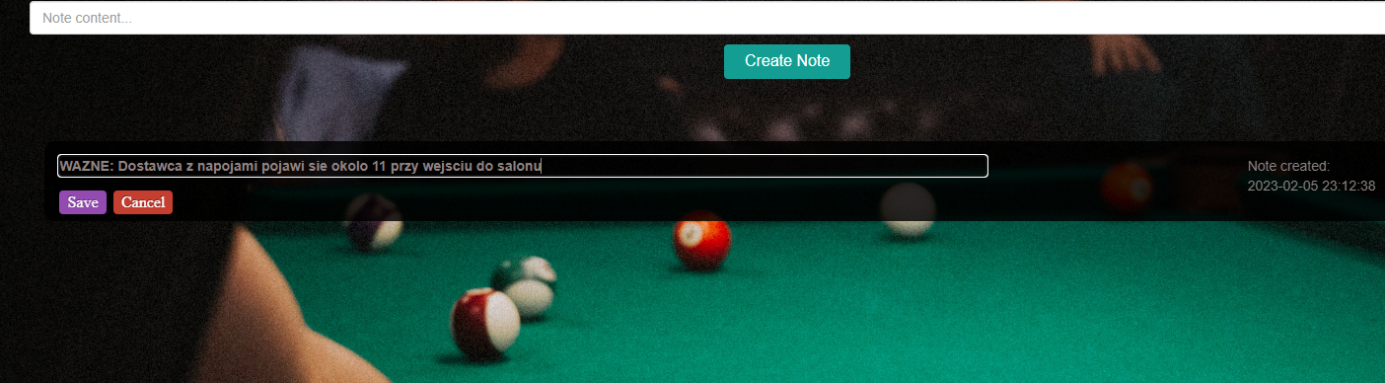 Note content...
Create Note
WAZNE: Dostawca z napojami pojawi sie okolo 11 przy wejsciu do salonu
Note created:
2023-02-05 23:12:38
Save Cancel